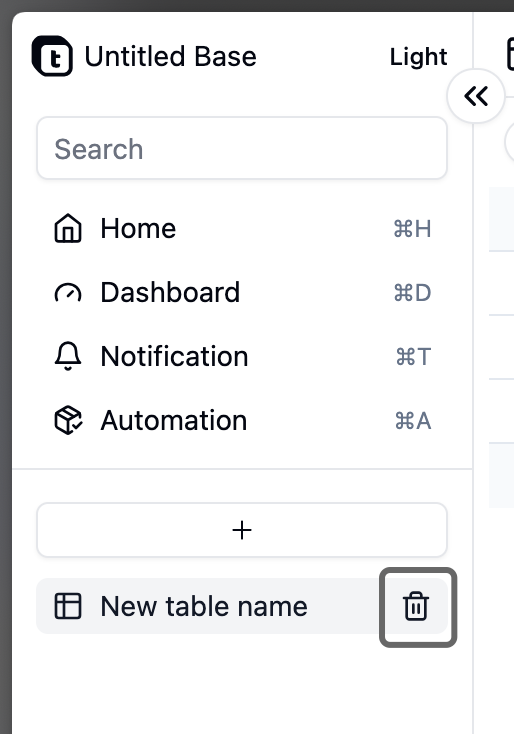 t Untitled Base Light
Search
Home ⌘H
Dashboard ⌘D
Notification ⌘T
Automation ⌘A
+
New table name